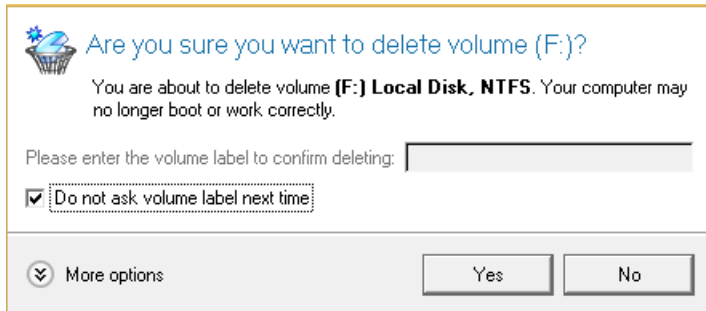 Are you sure you want to delete volume (F:)?
You are about to delete volume (F:) Local Disk, NTFS. Your computer may
no longer boot or work correctly.
Please enter the volume label to confirm deleting:
Do not ask volume label next time
More options
Yes
No